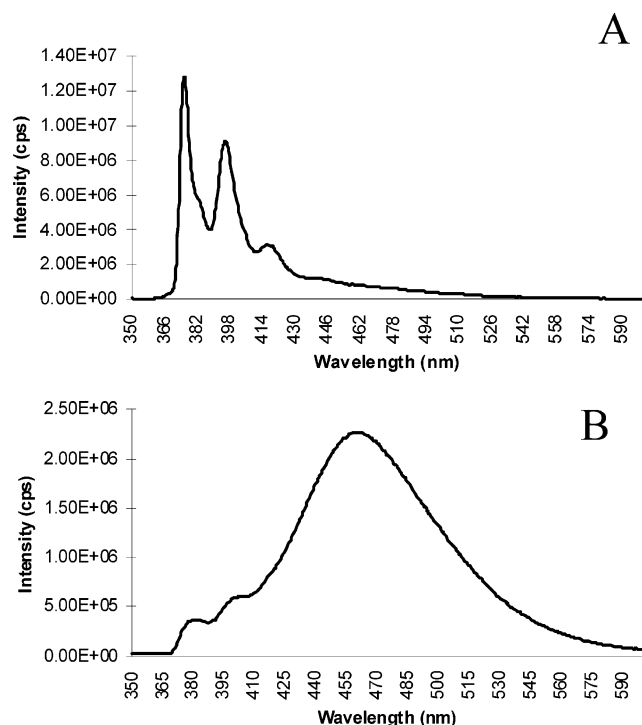 A
Intensity (cps)
1.40E+07
1.20E+07
1.00E+07
8.00E+06
6.00E+06
4.00E+06
2.00E+06
0.00E+00
350 366 382 398 414 430 446 462 478 494 510 526 542 558 574 590
Wavelength (nm)
B
Intensity (cps)
2.50E+06
2.00E+06
1.50E+06
1.00E+06
5.00E+05
0.00E+00
350 365 380 395 410 425 440 455 470 485 500 515 530 545 560 575 590
Wavelength (nm)